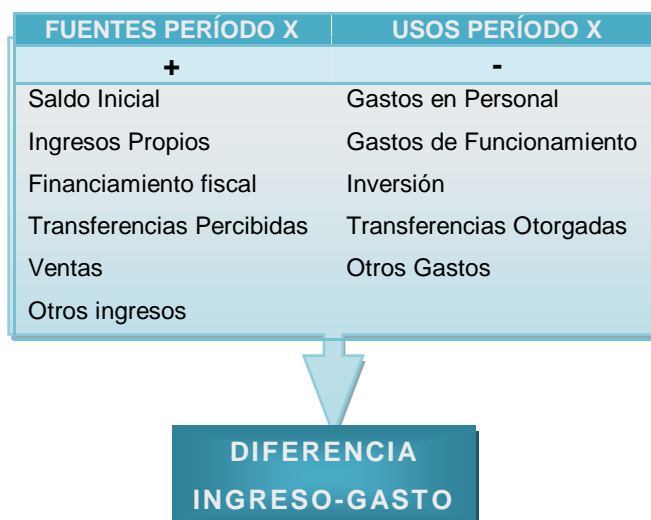 FUENTES PERÍODO X USOS PERÍODO X
+ -
Saldo Inicial Gastos en Personal
Ingresos Propios Gastos de Funcionamiento
Financiamiento fiscal Inversión
Transferencias Percibidas Transferencias Otorgadas
Ventas Otros Gastos
Otros ingresos
DIFERENCIA
INGRESO-GASTO